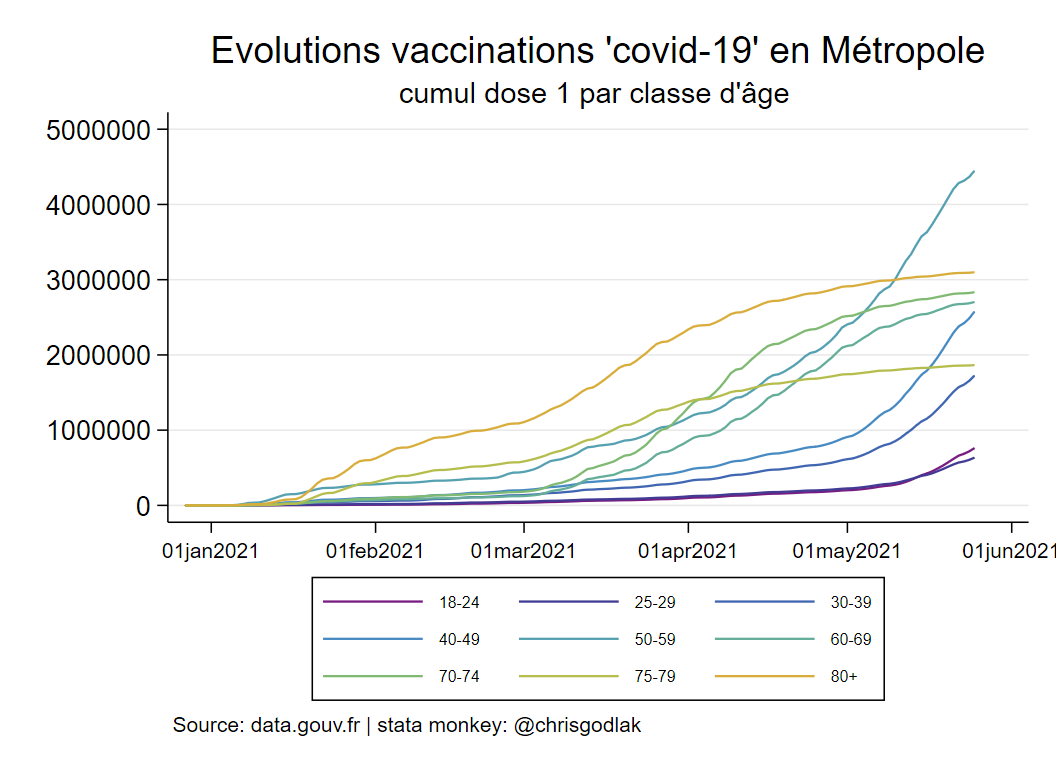 Evolutions vaccinations 'covid-19' en Métropole
cumul dose 1 par classe d'âge
5000000
4000000
3000000
2000000
1000000
0
01jan2021 01feb2021 01mar2021 01apr2021 01may2021 01jun2021
18-24 25-29 30-39
40-49 50-59 60-69
70-74 75-79 80+
Source: data.gouv.fr | stata monkey: @chrisgodlak